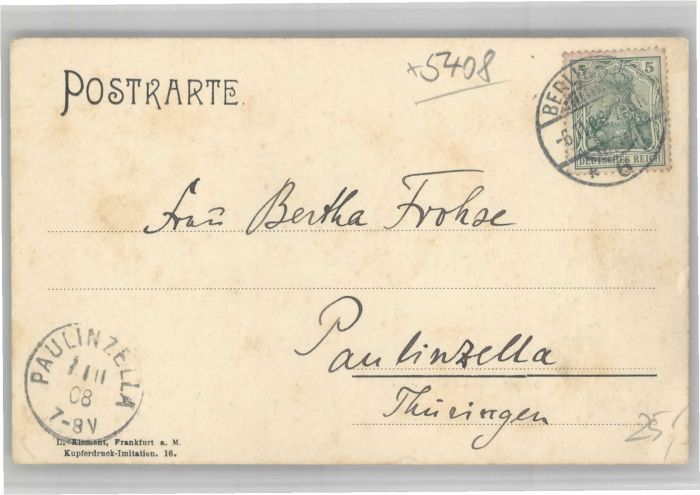 POSTKARTE.
+5408
BERLIN
5
DEUTSCHES REICH
Frau Bertha Frohse
Paulinzella
Thüringen
PAULINZELLA
08
7-8V
L. Klement, Frankfurt a. M.
Kupferdruck-Imitation. 16.
25,-